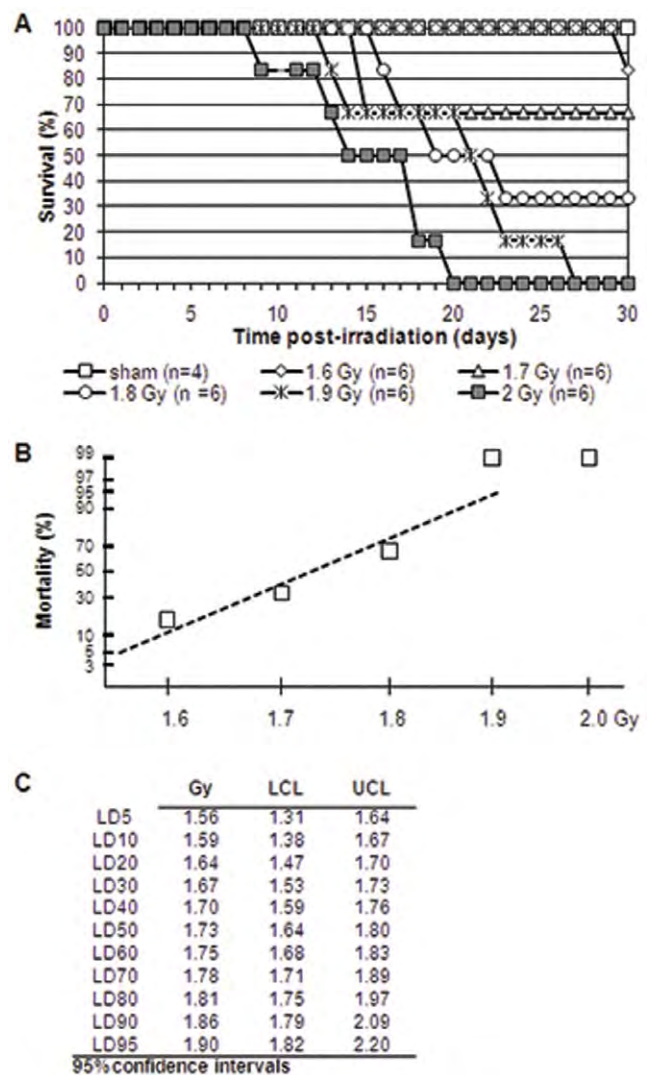 A
Survival (%)
100
90
80
70
60
50
40
30
20
10
0
0 5 10 15 20 25 30
Time post-irradiation (days)
sham (n=4) 1.6 Gy (n=6) 1.7 Gy (n=6)
1.8 Gy (n =6) 1.9 Gy (n=6) 2 Gy (n=6)
B
Mortality (%)
99
97
95
90
70
50
30
10
5
3
1.6 1.7 1.8 1.9 2.0 Gy
C
Gy LCL UCL
LD5 1.56 1.31 1.64
LD10 1.59 1.38 1.67
LD20 1.64 1.47 1.70
LD30 1.67 1.53 1.73
LD40 1.70 1.59 1.76
LD50 1.73 1.64 1.80
LD60 1.75 1.68 1.83
LD70 1.78 1.71 1.89
LD80 1.81 1.75 1.97
LD90 1.86 1.79 2.09
LD95 1.90 1.82 2.20
95% confidence intervals